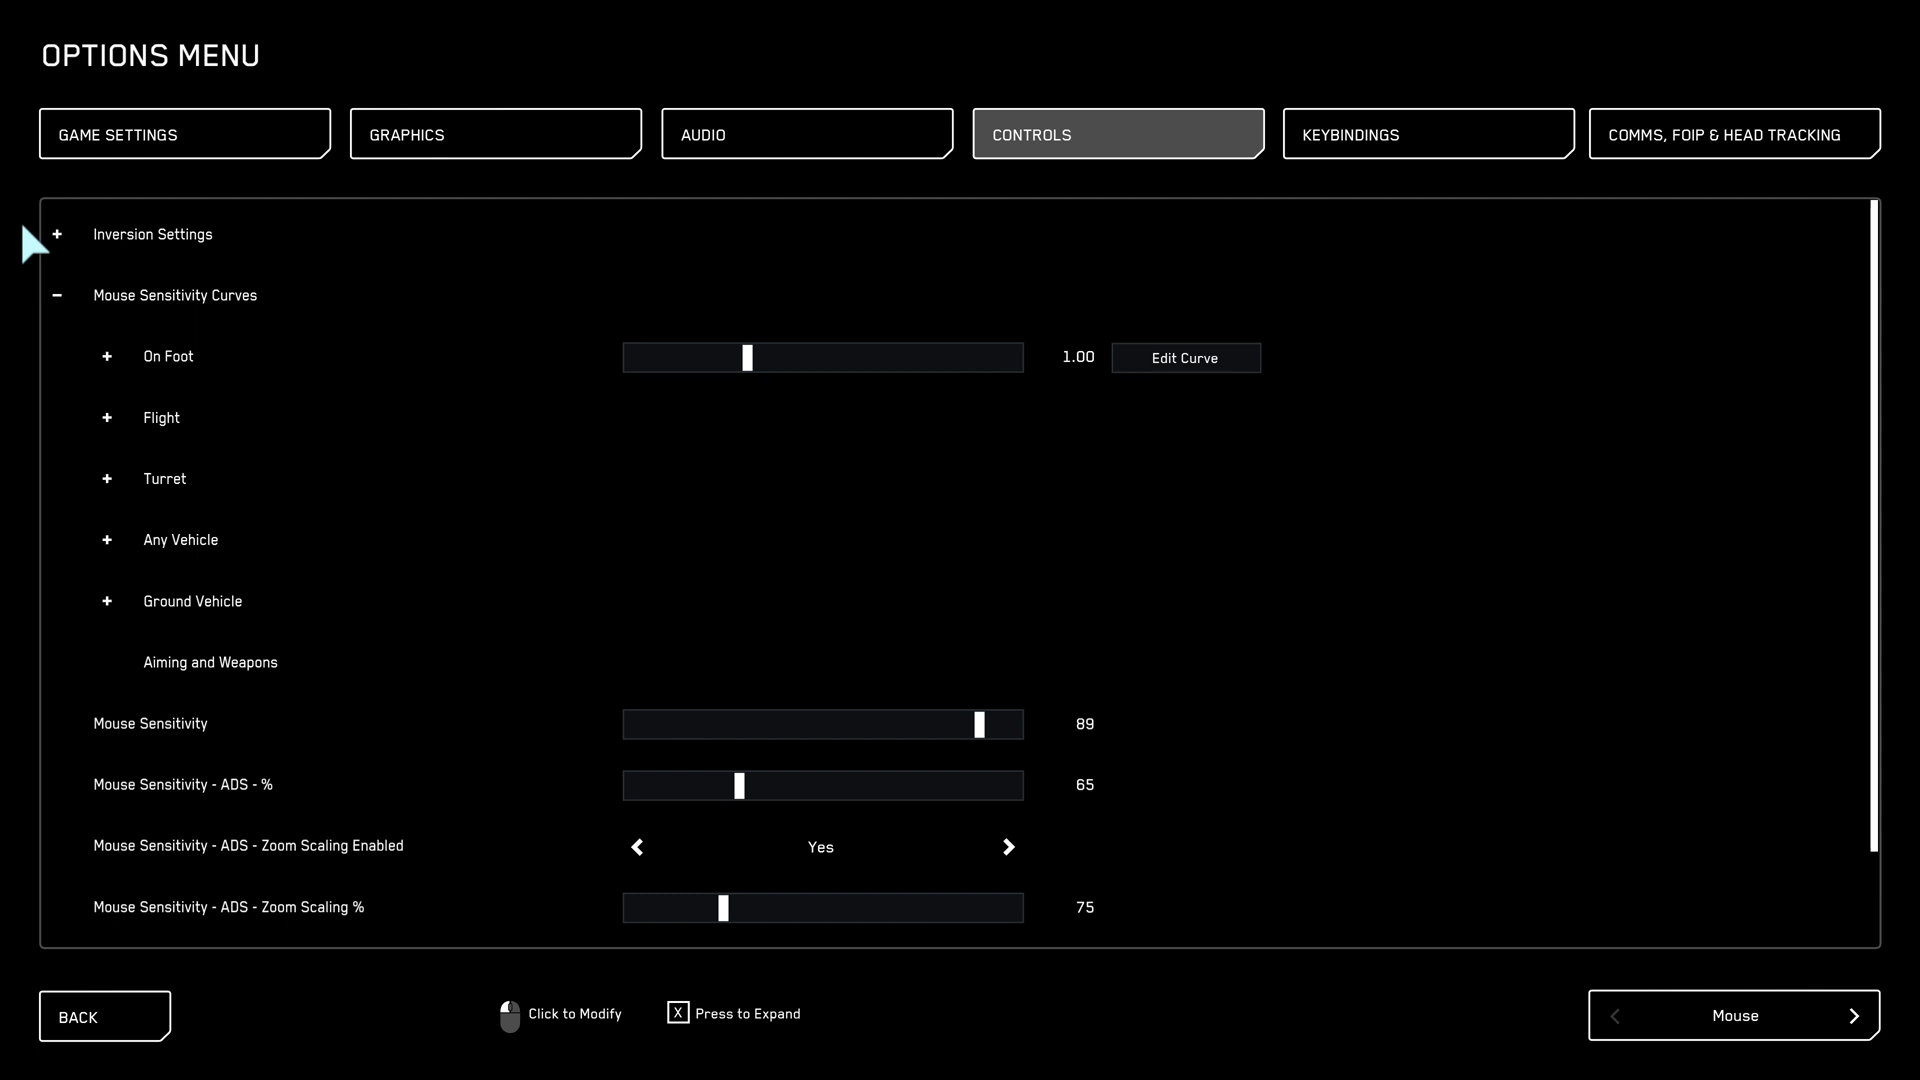 OPTIONS MENU
GAME SETTINGS
GRAPHICS
AUDIO
CONTROLS
KEYBINDINGS
COMMS, FOIP & HEAD TRACKING
+ Inversion Settings
- Mouse Sensitivity Curves
+ On Foot 1.00 Edit Curve
+ Flight
+ Turret
+ Any Vehicle
+ Ground Vehicle
Aiming and Weapons
Mouse Sensitivity 89
Mouse Sensitivity - ADS - % 65
Mouse Sensitivity - ADS - Zoom Scaling Enabled Yes
Mouse Sensitivity - ADS - Zoom Scaling % 75
BACK
Click to Modify
X Press to Expand
Mouse